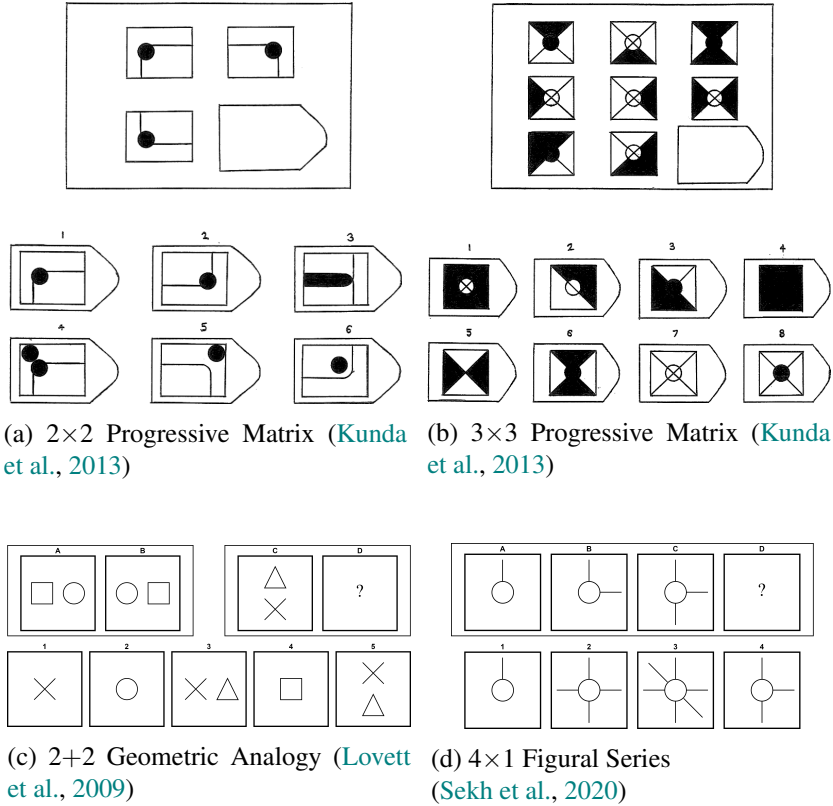 1 2 3
4 5 6
(a) 2×2 Progressive Matrix (Kunda
et al., 2013)
1 2 3 4
5 6 7 8
(b) 3×3 Progressive Matrix (Kunda
et al., 2013)
A B C D
?
1 2 3 4 5
(c) 2+2 Geometric Analogy (Lovett
et al., 2009)
A B C D
?
1 2 3 4
(d) 4×1 Figural Series
(Sekh et al., 2020)